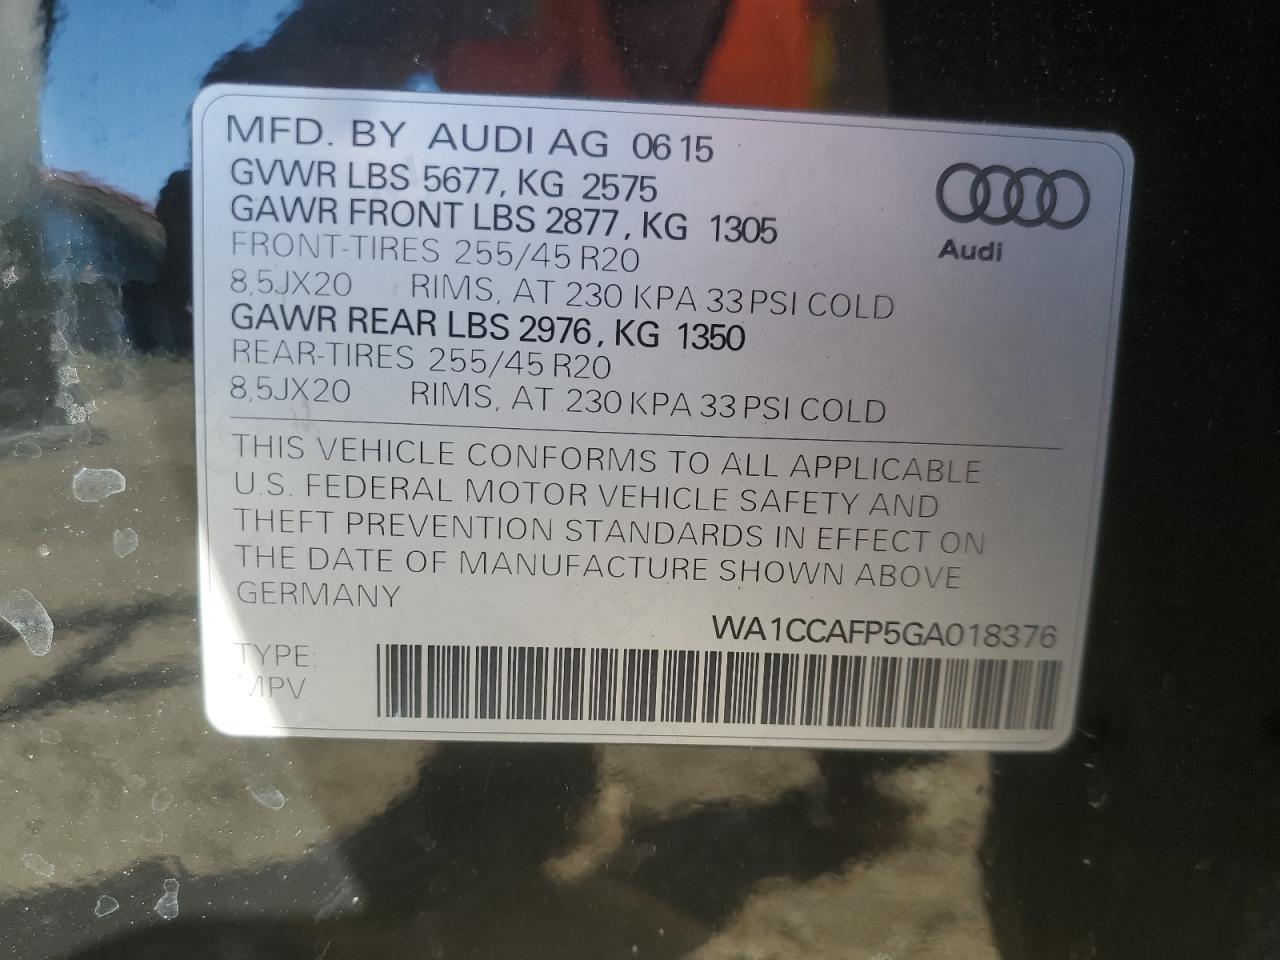 MFD. BY AUDI AG 06 15
GVWR LBS 5677, KG 2575
GAWR FRONT LBS 2877, KG 1305
FRONT-TIRES 255/45 R20
8,5JX20 RIMS, AT 230 KPA 33 PSI COLD
GAWR REAR LBS 2976, KG 1350
REAR-TIRES 255/45 R20
8,5JX20 RIMS, AT 230 KPA 33 PSI COLD
Audi
THIS VEHICLE CONFORMS TO ALL APPLICABLE
U.S. FEDERAL MOTOR VEHICLE SAFETY AND
THEFT PREVENTION STANDARDS IN EFFECT ON
THE DATE OF MANUFACTURE SHOWN ABOVE
GERMANY
WA1CCAFP5GA018376
TYPE:
MPV